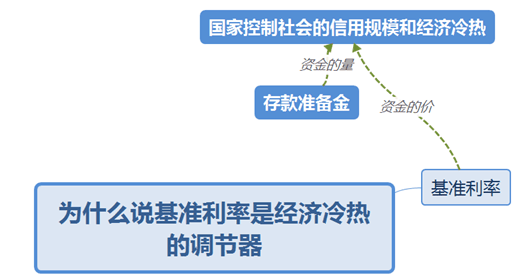 国家控制社会的信用规模和经济冷热
资金的量
存款准备金
资金的价
基准利率
为什么说基准利率是经济冷热
的调节器